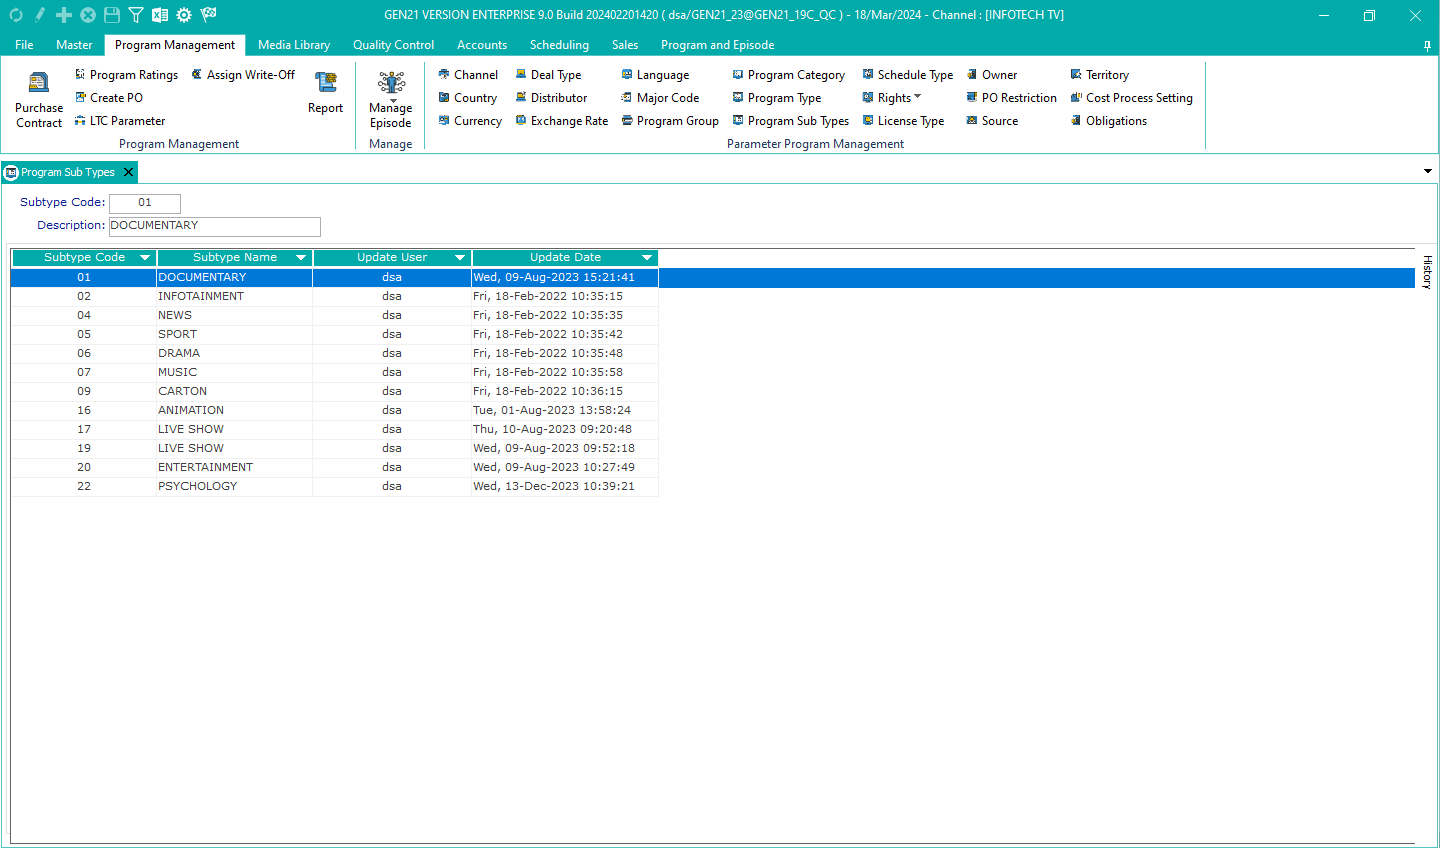 GEN21 VERSION ENTERPRISE 9.0 Build 202402201420 ( dsa/GEN21_23@GEN21_19C_QC ) - 18/Mar/2024 - Channel : [INFOTECH TV]
File Master Program Management Media Library Quality Control Accounts Scheduling Sales Program and Episode
Program Ratings Assign Write-Off Channel Deal Type Language Program Category Schedule Type Owner Territory
Purchase Contract Create PO Report Manage Episode Country Distributor Major Code Program Type Rights PO Restriction Cost Process Setting
LTC Parameter Currency Exchange Rate Program Group Program Sub Types License Type Source Obligations
Program Management Manage Parameter Program Management
Program Sub Types
Subtype Code: 01
Description: DOCUMENTARY
Subtype Code Subtype Name Update User Update Date
01 DOCUMENTARY dsa Wed, 09-Aug-2023 15:21:41
02 INFOTAINMENT dsa Fri, 18-Feb-2022 10:35:15
04 NEWS dsa Fri, 18-Feb-2022 10:35:35
05 SPORT dsa Fri, 18-Feb-2022 10:35:42
06 DRAMA dsa Fri, 18-Feb-2022 10:35:48
07 MUSIC dsa Fri, 18-Feb-2022 10:35:58
09 CARTON dsa Fri, 18-Feb-2022 10:36:15
16 ANIMATION dsa Tue, 01-Aug-2023 13:58:24
17 LIVE SHOW dsa Thu, 10-Aug-2023 09:20:48
19 LIVE SHOW dsa Wed, 09-Aug-2023 09:52:18
20 ENTERTAINMENT dsa Wed, 09-Aug-2023 10:27:49
22 PSYCHOLOGY dsa Wed, 13-Dec-2023 10:39:21
History